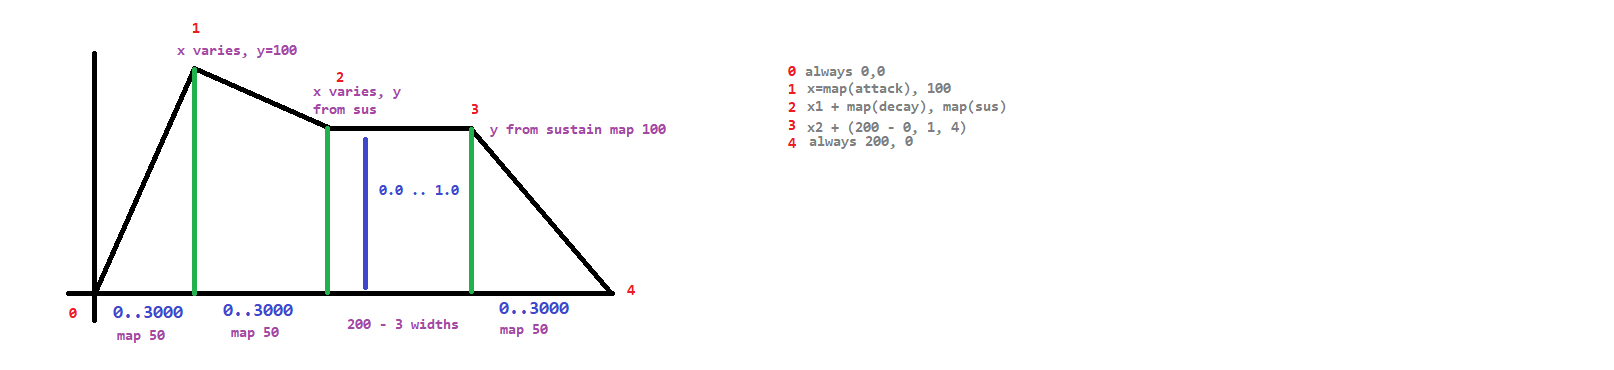 1
x varies, y=100
2
x varies, y
from sus
3
y from sustain map 100
0.0 .. 1.0
0
0..3000
map 50
0..3000
map 50
200 - 3 widths
0..3000
map 50
4
0 always 0,0
1 x=map(attack), 100
2 x1 + map(decay), map(sus)
3 x2 + (200 - 0, 1, 4)
4 always 200, 0